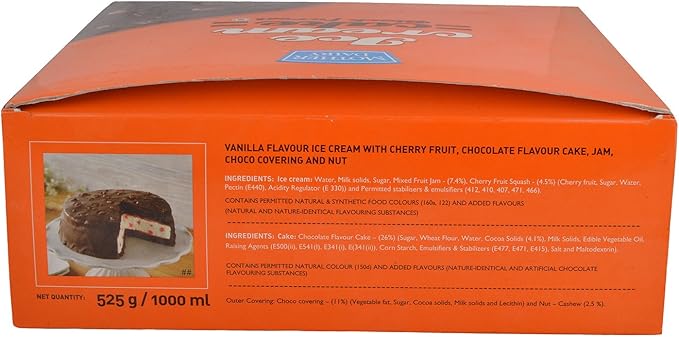 Ice
cream
cake
MOTHER
DAIRY
VANILLA FLAVOUR ICE CREAM WITH CHERRY FRUIT, CHOCOLATE FLAVOUR CAKE, JAM,
CHOCO COVERING AND NUT
INGREDIENTS: Ice cream: Water, Milk solids, Sugar, Mixed Fruit Jam - (7.4%), Cherry Fruit Squash - (4.5%) (Cherry fruit, Sugar, Water,
Pectin (E440), Acidity Regulator (E 330)) and Permitted stabilisers & emulsifiers (412, 410, 407, 471, 466).
CONTAINS PERMITTED NATURAL & SYNTHETIC FOOD COLOURS (160a, 122) AND ADDED FLAVOURS
(NATURAL AND NATURE-IDENTICAL FLAVOURING SUBSTANCES)
INGREDIENTS: Cake: Chocolate Flavour Cake – (26%) (Sugar, Wheat Flour, Water, Cocoa Solids (4.1%), Milk Solids, Edible Vegetable Oil,
Raising Agents (E500(ii), E541(I), E341(i), E341(ii)). Corn Starch, Emulsifiers & Stabilizers (E477, E471, E415), Salt and Maltodextrin).
CONTAINS PERMITTED NATURAL COLOUR (150d) AND ADDED FLAVOURS (NATURE-IDENTICAL AND ARTIFICIAL CHOCOLATE
FLAVOURING SUBSTANCES)
##
NET QUANTITY: 525 g / 1000 ml
Outer Covering: Choco covering – (11%) (Vegetable fat, Sugar, Cocoa solids, Milk solids and Lecithin) and Nut – Cashew (2.5 %).